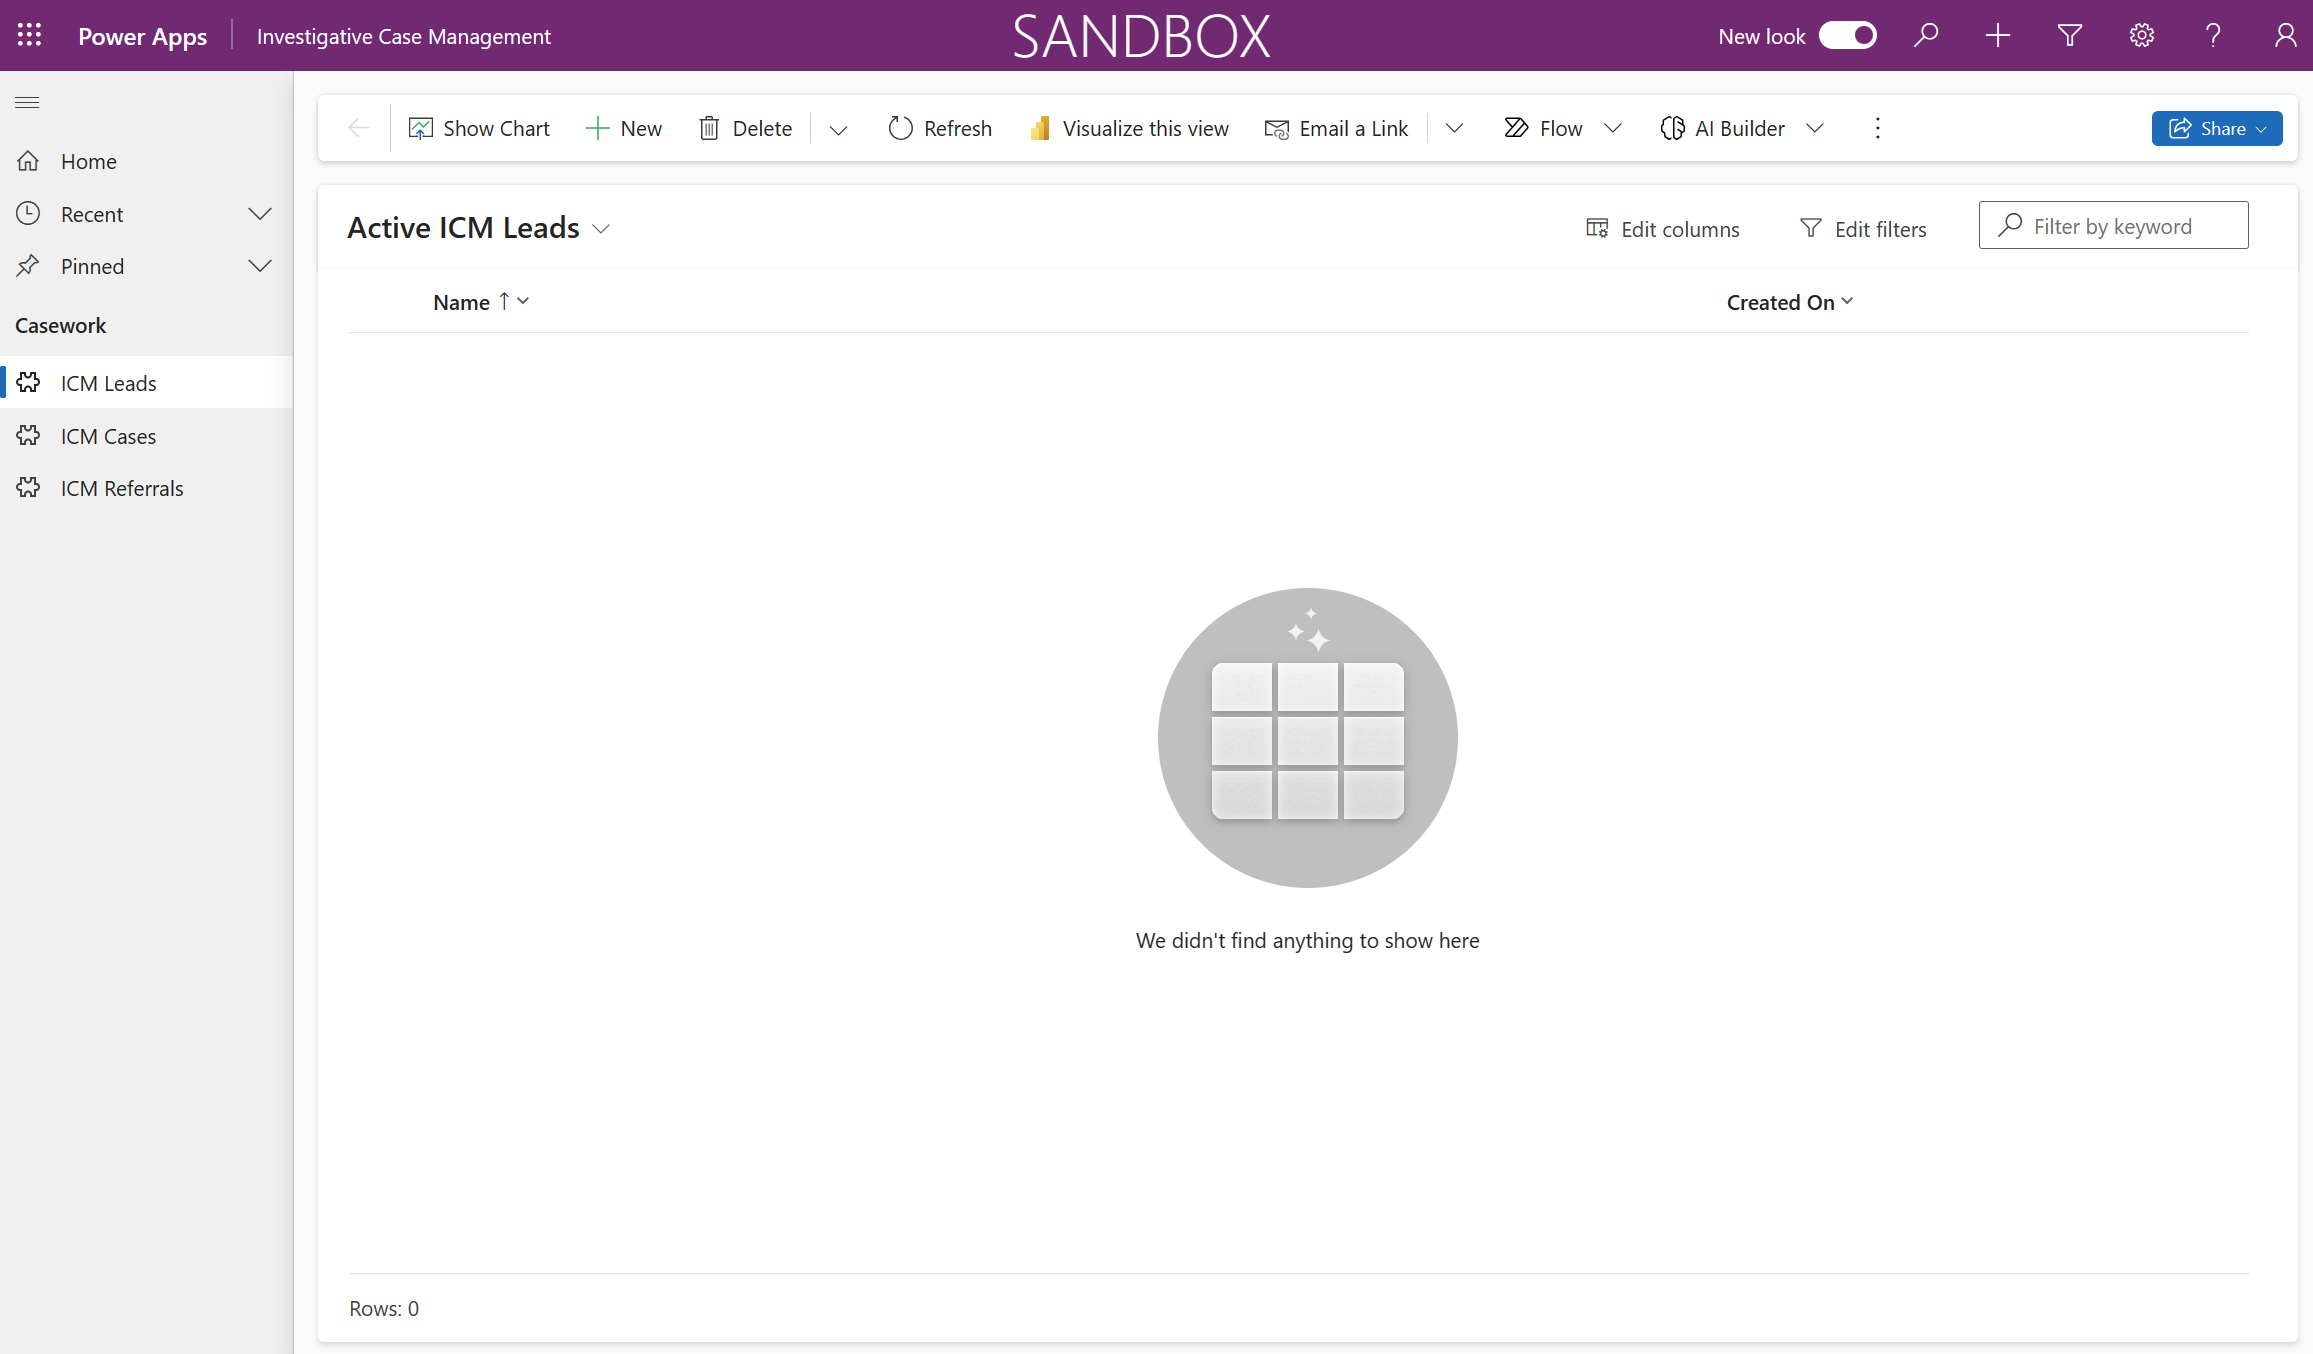 Power Apps
Investigative Case Management
SANDBOX
New look
Home
Recent
Pinned
Casework
ICM Leads
ICM Cases
ICM Referrals
Show Chart
New
Delete
Refresh
Visualize this view
Email a Link
Flow
AI Builder
Share
Active ICM Leads
Edit columns
Edit filters
Filter by keyword
Name
Created On
We didn't find anything to show here
Rows: 0